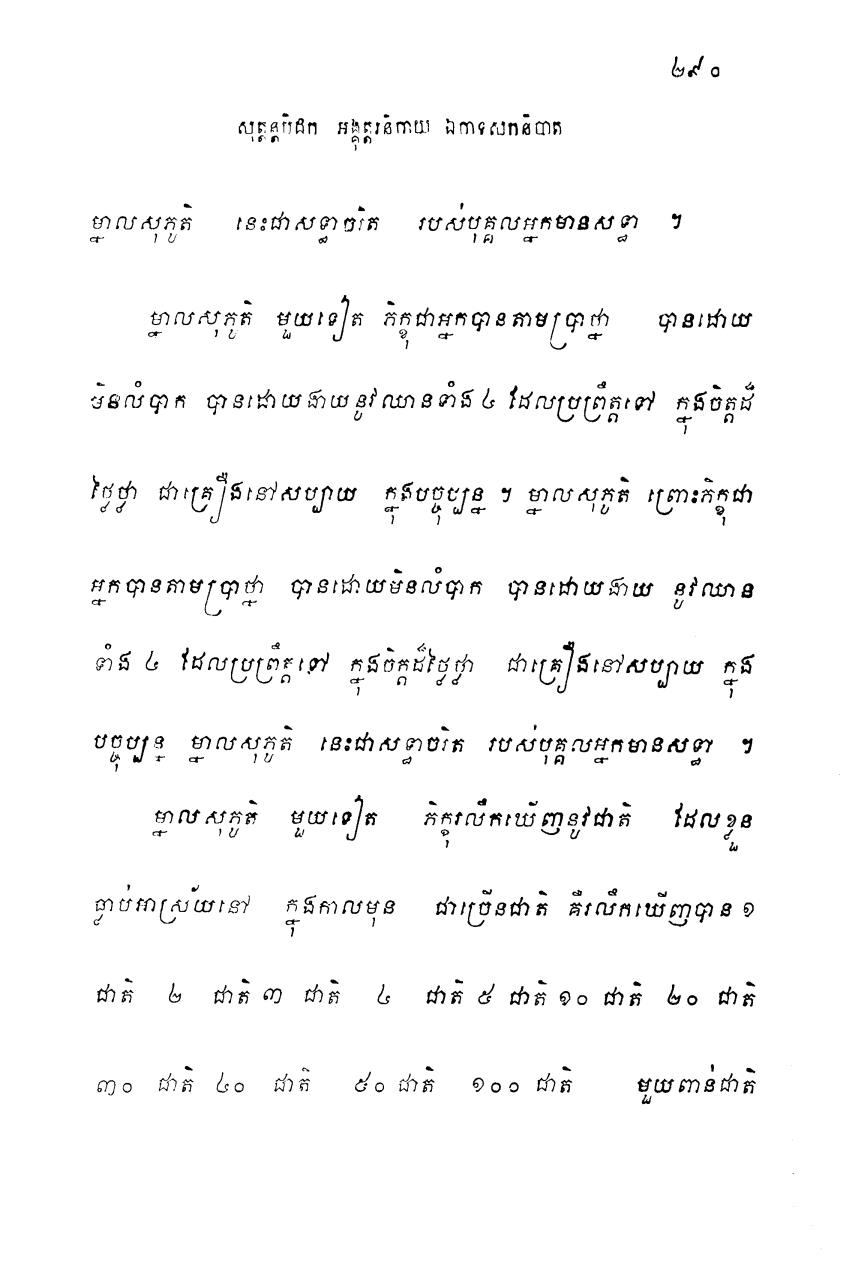 ២៩០
សុត្តន្តបិដក អង្គុត្តរនិកាយ ឯកាទសកនិបាត
ម្នាលសុភូតិ នេះជាសទ្ធាចរិត របស់បុគ្គលអ្នកមានសទ្ធា ។
ម្នាលសុភូតិ មួយទៀត ភិក្ខុជាអ្នកបានតាមប្រាថ្នា បានដោយ
មិនលំបាក បានដោយងាយនូវឈានទាំង ៤ ដែលប្រព្រឹត្តទៅ ក្នុងចិត្តដ៏
ថ្លៃថ្លា ជាគ្រឿងនៅសប្បាយ ក្នុងបច្ចុប្បន្ន ។ ម្នាលសុភូតិ ព្រោះភិក្ខុជា
អ្នកបានតាមប្រាថ្នា បានដោយមិនលំបាក បានដោយងាយ នូវឈាន
ទាំង ៤ ដែលប្រព្រឹត្តទៅ ក្នុងចិត្តដ៏ថ្លៃថ្លា ជាគ្រឿងនៅសប្បាយ ក្នុង
បច្ចុប្បន្ន ម្នាលសុភូតិ នេះជាសទ្ធាចរិត របស់បុគ្គលអ្នកមានសទ្ធា ។
ម្នាលសុភូតិ មួយទៀត ភិក្ខុរលឹកឃើញនូវជាតិ ដែលខ្លួន
ធ្លាប់អាស្រ័យនៅ ក្នុងកាលមុន ជាច្រើនជាតិ គឺរលឹកឃើញបាន ១
ជាតិ ២ ជាតិ ៣ ជាតិ ៤ ជាតិ ៥ ជាតិ ១០ ជាតិ ២០ ជាតិ
៣០ ជាតិ ៤០ ជាតិ ៥០ ជាតិ ១០០ ជាតិ មួយពាន់ជាតិ